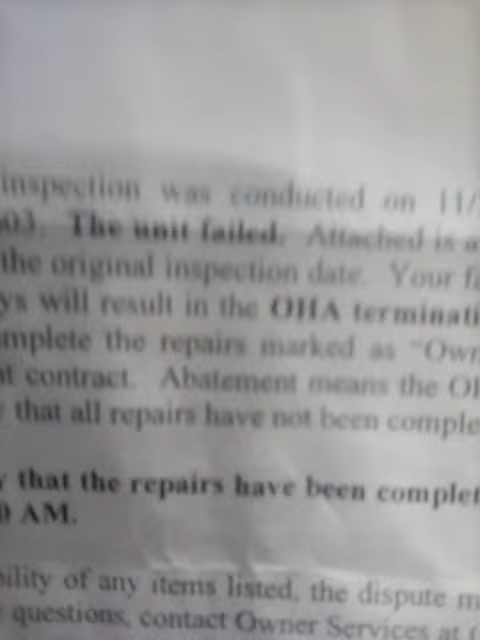 inspection was conducted on 11/
03. The unit failed. Attached is a
the original inspection date. Your fa
ys will result in the OHA terminati
mplete the repairs marked as "Own
t contract. Abatement means the O
that all repairs have not been comple
that the repairs have been complet
0 AM.
bility of any items listed, the dispute m
questions, contact Owner Services at